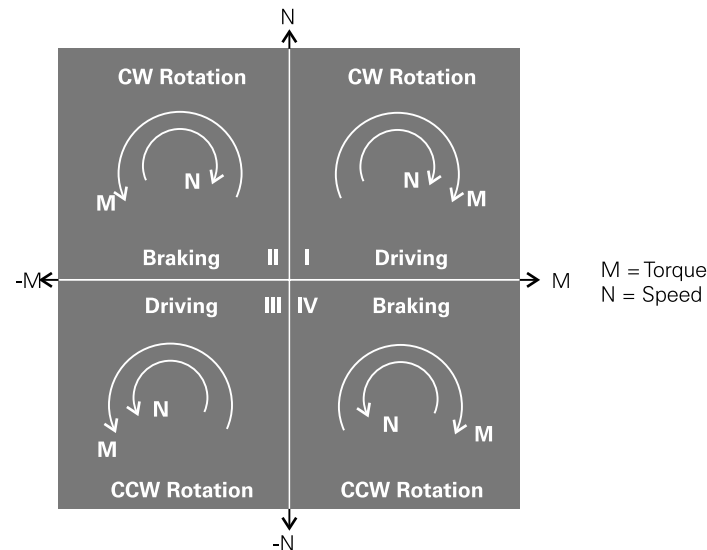 N
CW Rotation
CW Rotation
N
M
N
M
Braking
II
I
Driving
-M
M
M = Torque
N = Speed
Driving
III
IV
Braking
N
M
N
M
CCW Rotation
CCW Rotation
-N